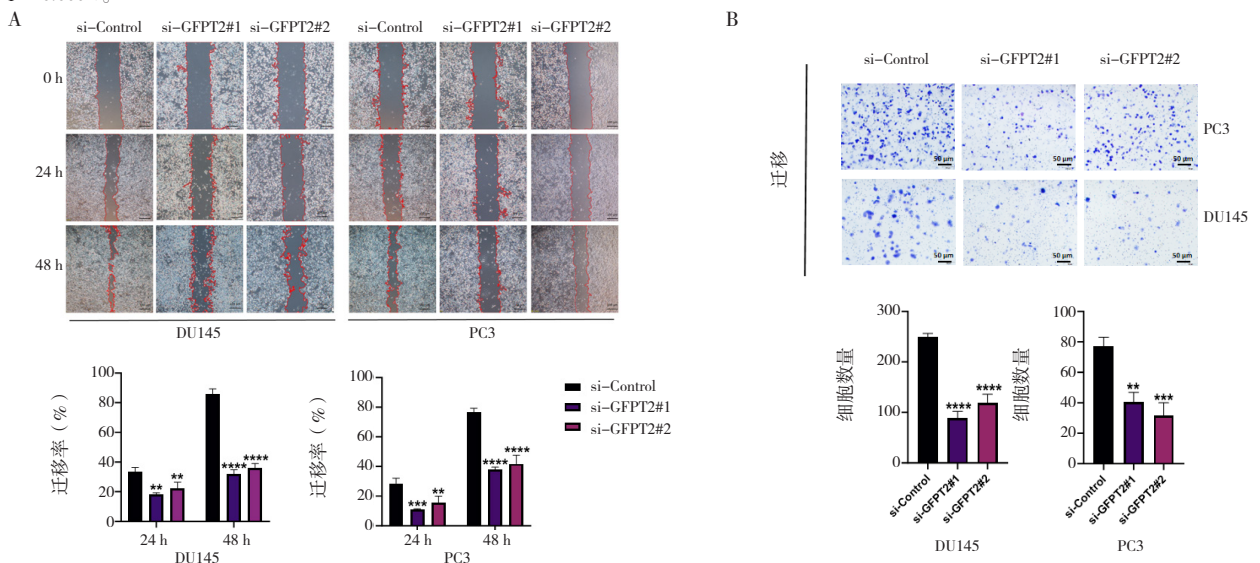 A
si-Control si-GFPT2#1 si-GFPT2#2 si-Control si-GFPT2#1 si-GFPT2#2
0 h
24 h
48 h
DU145 PC3
迁移率(%)
100
80
60
40
20
0
** ** **** ****
24 h 48 h
DU145
迁移率(%)
100
80
60
40
20
0
*** ** **** ****
24 h 48 h
PC3
si-Control
si-GFPT2#1
si-GFPT2#2
B
si-Control si-GFPT2#1 si-GFPT2#2
迁移
50 μm 50 μm 50 μm
PC3
50 μm 50 μm 50 μm
DU145
细胞数量
300
200
100
0
**** ****
si-Control si-GFPT2#1 si-GFPT2#2
DU145
细胞数量
100
80
60
40
20
0
** ***
si-Control si-GFPT2#1 si-GFPT2#2
PC3